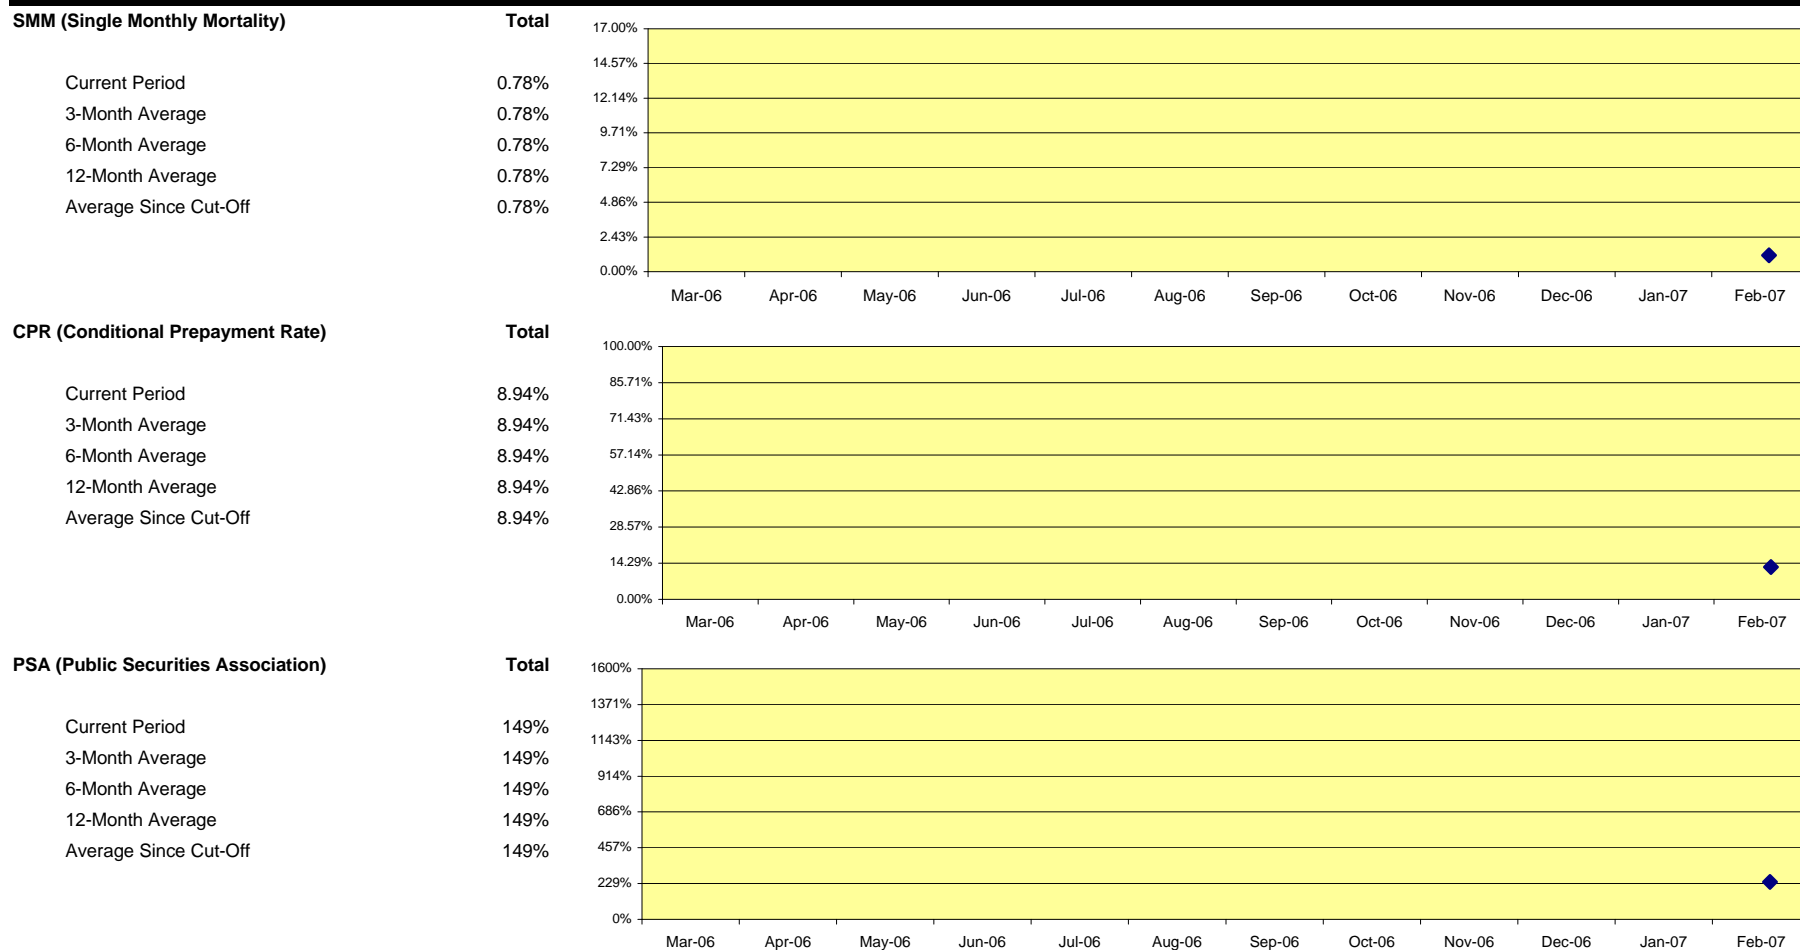 SMM (Single Monthly Mortality) Total
Current Period 0.78%
3-Month Average 0.78%
6-Month Average 0.78%
12-Month Average 0.78%
Average Since Cut-Off 0.78%
17.00%
14.57%
12.14%
9.71%
7.29%
4.86%
2.43%
0.00%
Mar-06 Apr-06 May-06 Jun-06 Jul-06 Aug-06 Sep-06 Oct-06 Nov-06 Dec-06 Jan-07 Feb-07
CPR (Conditional Prepayment Rate) Total
Current Period 8.94%
3-Month Average 8.94%
6-Month Average 8.94%
12-Month Average 8.94%
Average Since Cut-Off 8.94%
100.00%
85.71%
71.43%
57.14%
42.86%
28.57%
14.29%
0.00%
Mar-06 Apr-06 May-06 Jun-06 Jul-06 Aug-06 Sep-06 Oct-06 Nov-06 Dec-06 Jan-07 Feb-07
PSA (Public Securities Association) Total
Current Period 149%
3-Month Average 149%
6-Month Average 149%
12-Month Average 149%
Average Since Cut-Off 149%
1600%
1371%
1143%
914%
686%
457%
229%
0%
Mar-06 Apr-06 May-06 Jun-06 Jul-06 Aug-06 Sep-06 Oct-06 Nov-06 Dec-06 Jan-07 Feb-07